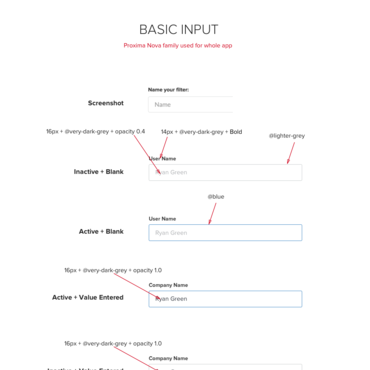 BASIC INPUT
Proxima Nova family used for whole app.
Name your filter:
Screenshot
Name
16px + @very-dark-grey + opacity 0.4
14px + @very-dark-grey + Bold
@lighter-grey
User Name
Inactive + Blank
Ryan Green
@blue
User Name
Active + Blank
Ryan Green
16px + @very-dark-grey + opacity 1.0
Company Name
Active + Value Entered
Ryan Green
16px + @very-dark-grey + opacity 1.0
Company Name
Inactive + Value Entered